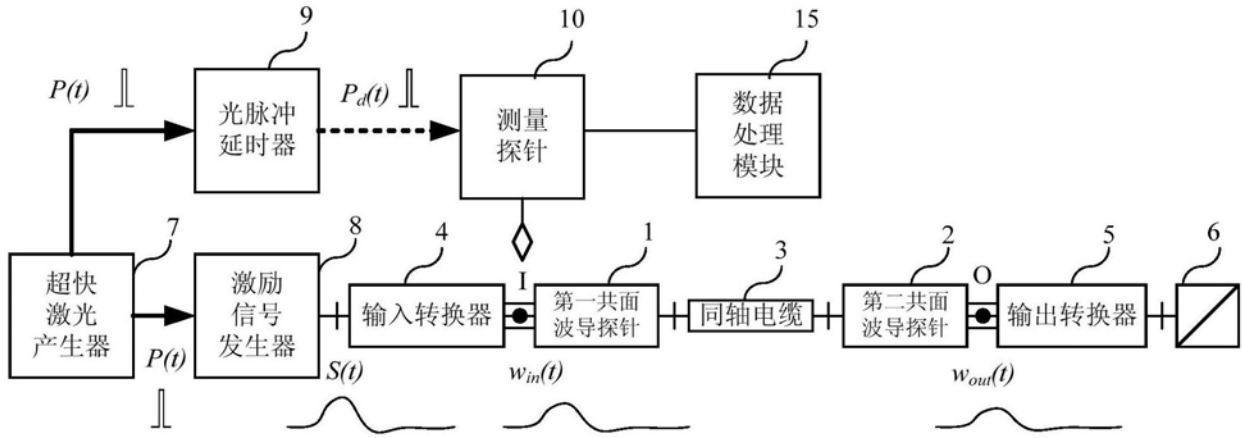 9
10
15
P(t)
光脉冲
延时器
P_d(t)
测量
探针
数据
处理
模块
7
8
4
1
3
2
5
6
超快
激光
产生器
激励
信号
发生器
输入转换器
I
第一共面
波导探针
同轴电缆
第二共面
波导探针
O
输出转换器
P(t)
S(t)
w_in(t)
w_out(t)